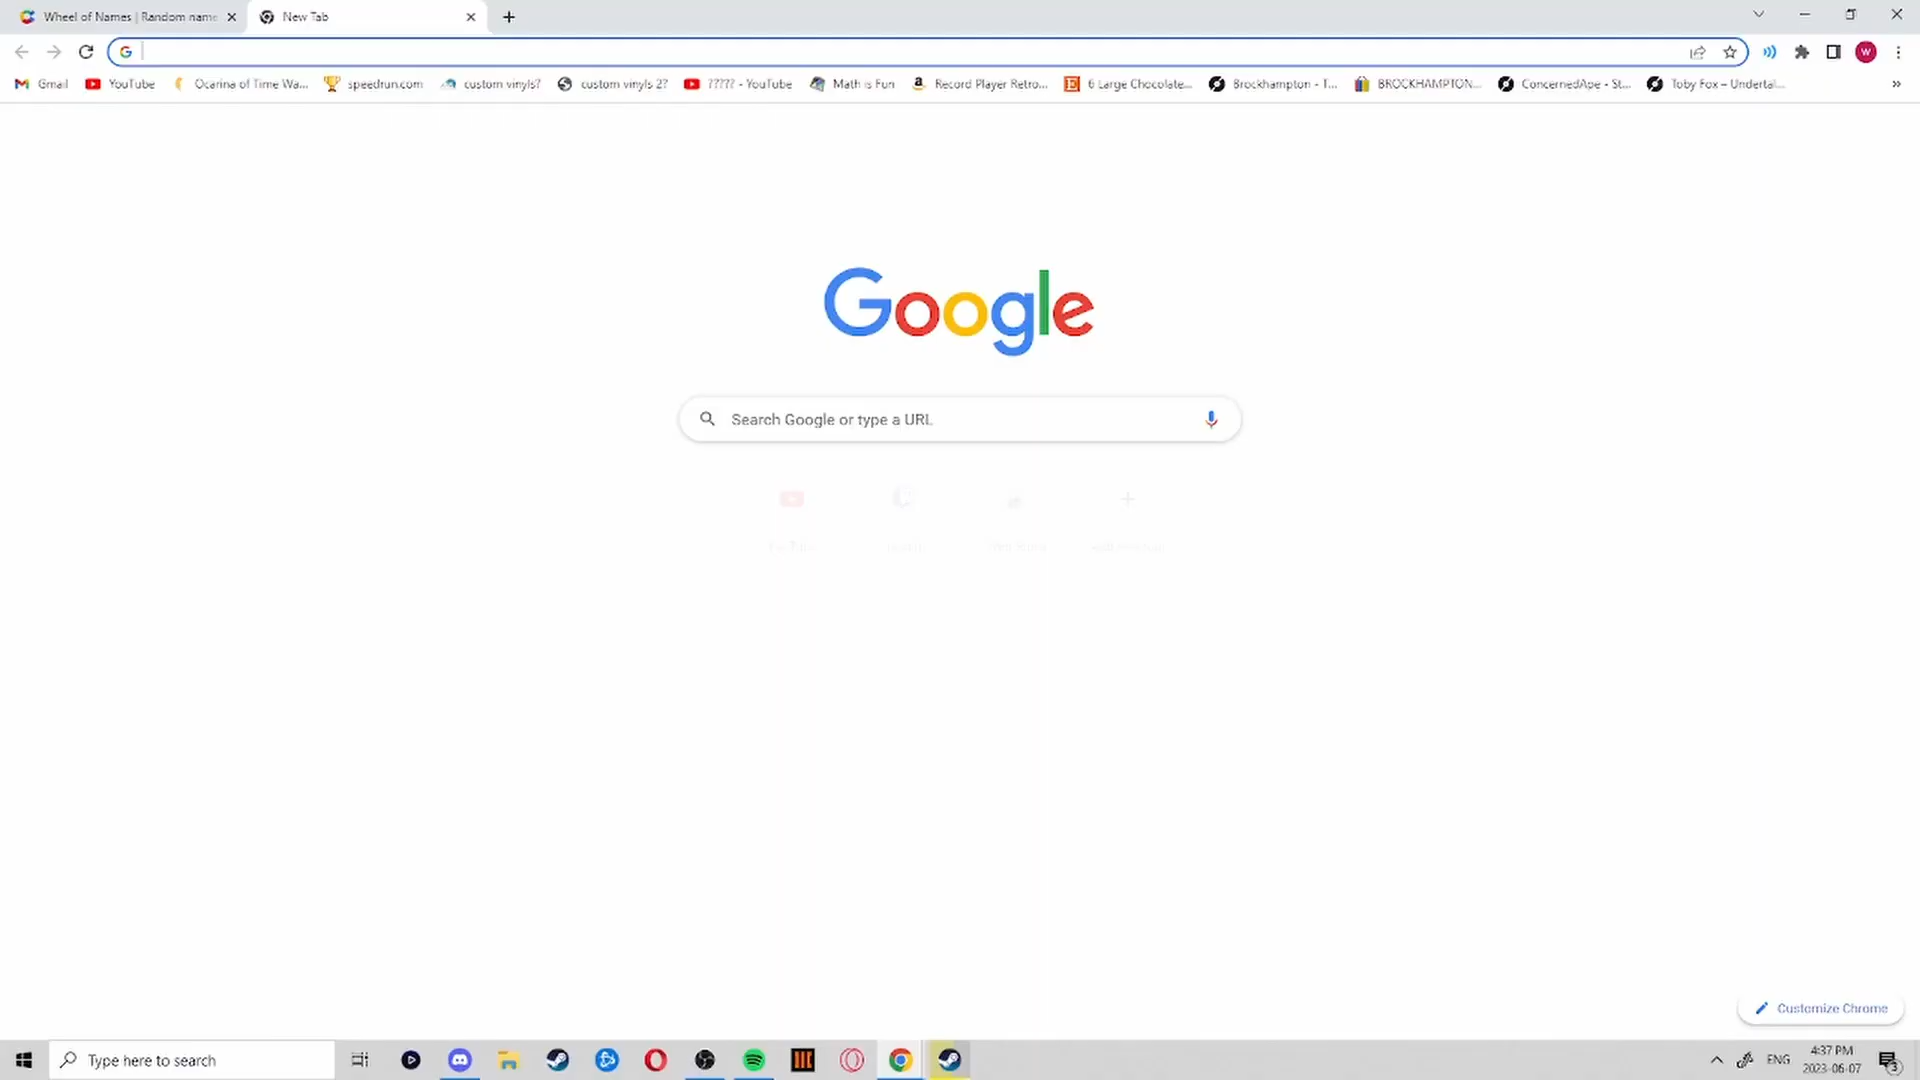 Wheel of Names | Random name
New Tab
Gmail
YouTube
Ocarina of Time Wa...
speedrun.com
custom vinyls?
custom vinyls 2?
????? - YouTube
Math is Fun
Record Player Retro...
6 Large Chocolate...
Brockhampton - T...
BROCKHAMPTON...
ConcernedApe - St...
Toby Fox – Undertal...
»
Google
Search Google or type a URL
Customize Chrome
Type here to search
ENG
4:37 PM
2023-06-07
3
W